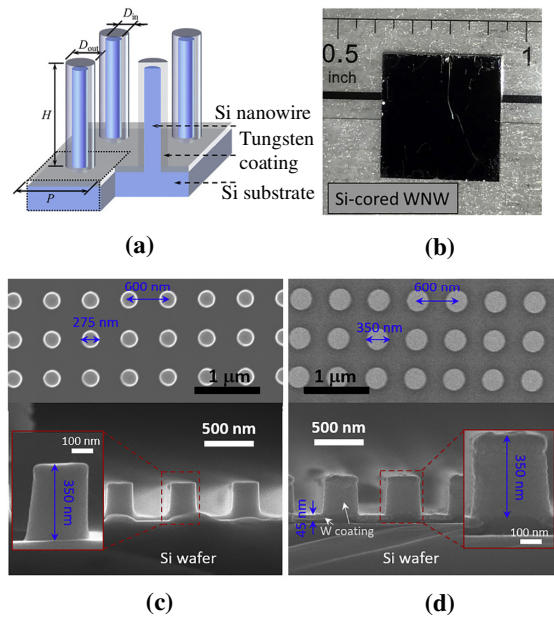 D_in
D_out
H
P
Si nanowire
Tungsten
coating
Si substrate
(a)
0.5
1
inch
Si-cored WNW
(b)
600 nm
275 nm
1 µm
500 nm
100 nm
350 nm
Si wafer
(c)
600 nm
350 nm
1 µm
500 nm
350 nm
45 nm
W coating
100 nm
Si wafer
(d)